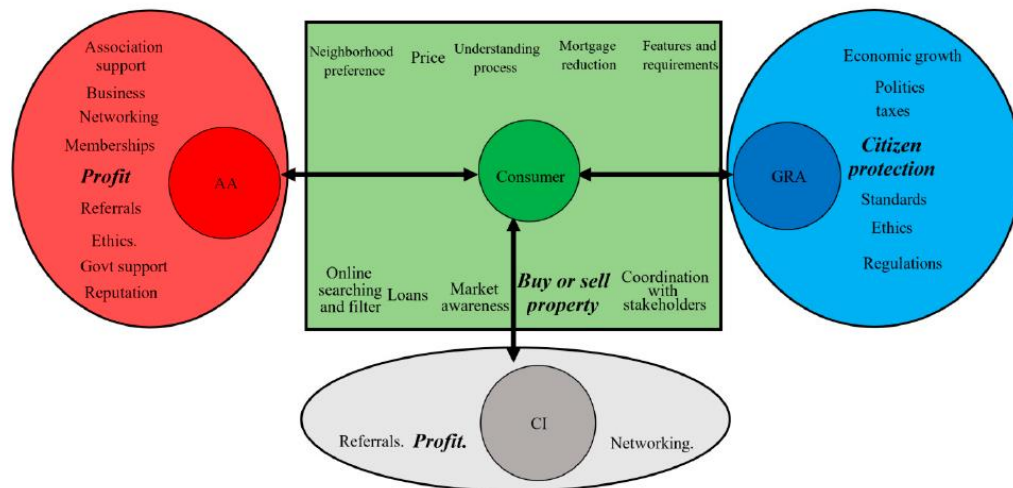 Association
support
Business
Networking
Memberships
Profit
Referrals
Ethics.
Govt support
Reputation
AA
Neighborhood
preference
Price
Understanding
process
Mortgage
reduction
Features and
requirements
Consumer
Online
searching
and filter
Loans
Market
awareness
Buy or sell
property
Coordination
with
stakeholders
GRA
Economic growth
Politics
taxes
Citizen
protection
Standards
Ethics
Regulations
Referrals.
Profit.
CI
Networking.